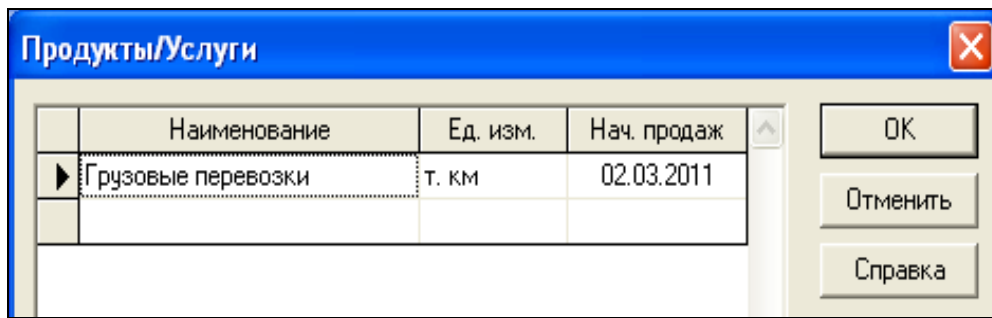 Продукты/Услуги
Наименование Ед. изм. Нач. продаж
Грузовые перевозки т. км 02.03.2011
OK
Отменить
Справка